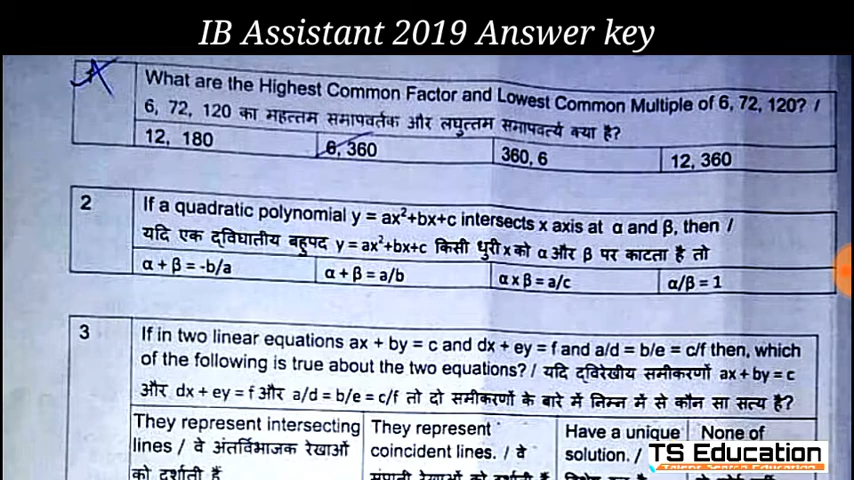 IB Assistant 2019 Answer key
What are the Highest Common Factor and Lowest Common Multiple of 6, 72, 120? /
6, 72, 120 का महत्तम समापवर्तक और लघुत्तम समापवर्त्य क्या है?
12, 180
6, 360
360, 6
12, 360
2
If a quadratic polynomial y = ax²+bx+c intersects x axis at α and β, then /
यदि एक द्विघातीय बहुपद y = ax²+bx+c किसी धुरी x को α और β पर काटता है तो
α + β = -b/a
α + β = a/b
α x β = a/c
α/β = 1
3
If in two linear equations ax + by = c and dx + ey = f and a/d = b/e = c/f then, which
of the following is true about the two equations? / यदि द्विरेखीय समीकरणों ax + by = c
और dx + ey = f और a/d = b/e = c/f तो दो समीकरणों के बारे में निम्न में से कौन सा सत्य है?
They represent intersecting
lines / वे अंतर्विभाजक रेखाओं
को दर्शाती हैं
They represent
coincident lines. / वे
Have a unique
solution. /
None of
TS Education
Talent Search Education